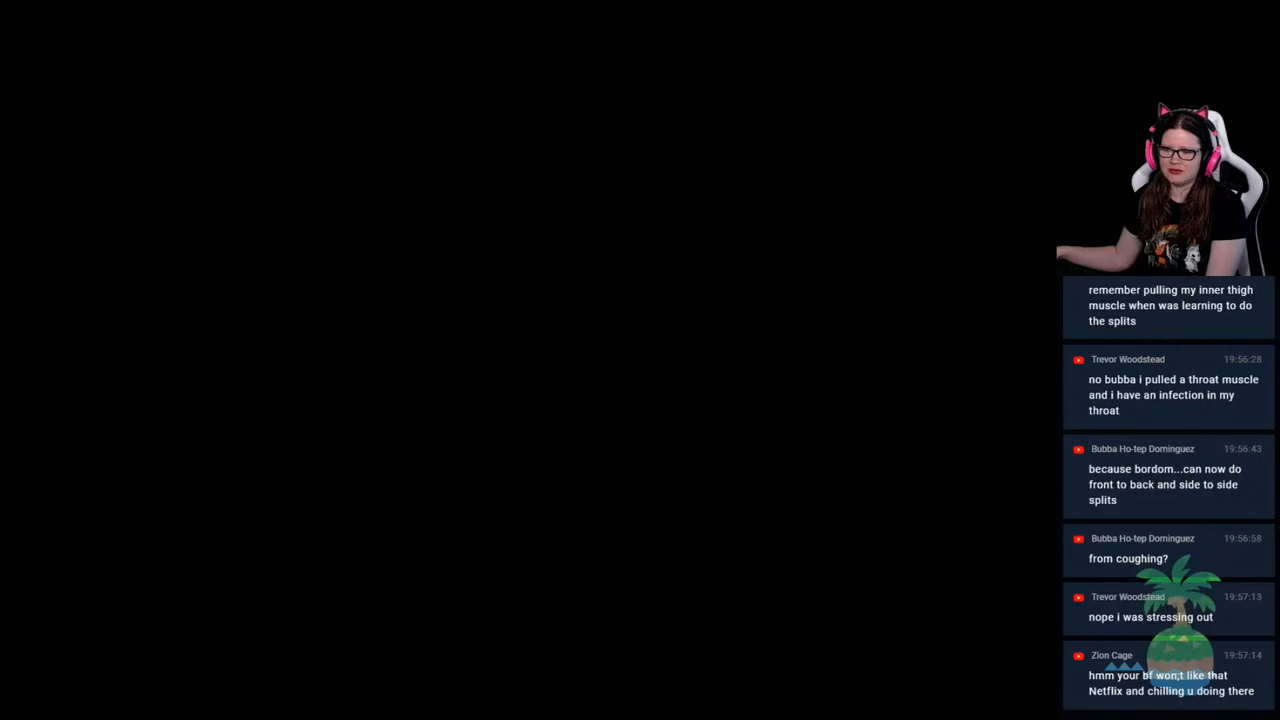 remember pulling my inner thigh
muscle when was learning to do
the splits
Trevor Woodstead 19:56:28
no bubba i pulled a throat muscle
and i have an infection in my
throat
Bubba Ho-tep Dominguez 19:56:43
because bordom...can now do
front to back and side to side
splits
Bubba Ho-tep Dominguez 19:56:58
from coughing?
Trevor Woodstead 19:57:13
nope i was stressing out
Zion Cage 19:57:14
hmm your bf won;t like that
Netflix and chilling u doing there